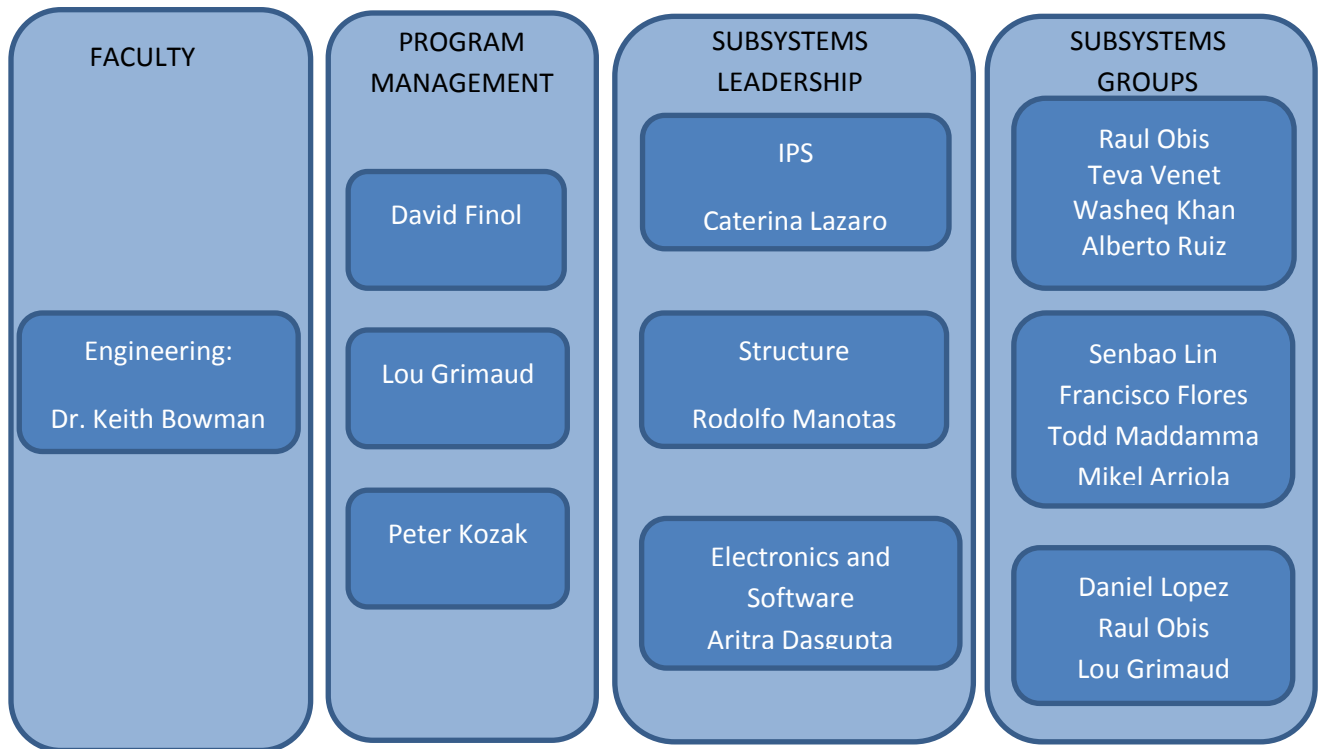 FACULTY
Engineering:
Dr. Keith Bowman
PROGRAM
MANAGEMENT
David Finol
Lou Grimaud
Peter Kozak
SUBSYSTEMS
LEADERSHIP
IPS
Caterina Lazaro
Structure
Rodolfo Manotas
Electronics and
Software
Aritra Dasgupta
SUBSYSTEMS
GROUPS
Raul Obis
Teva Venet
Washeq Khan
Alberto Ruiz
Senbao Lin
Francisco Flores
Todd Maddamma
Mikel Arriola
Daniel Lopez
Raul Obis
Lou Grimaud